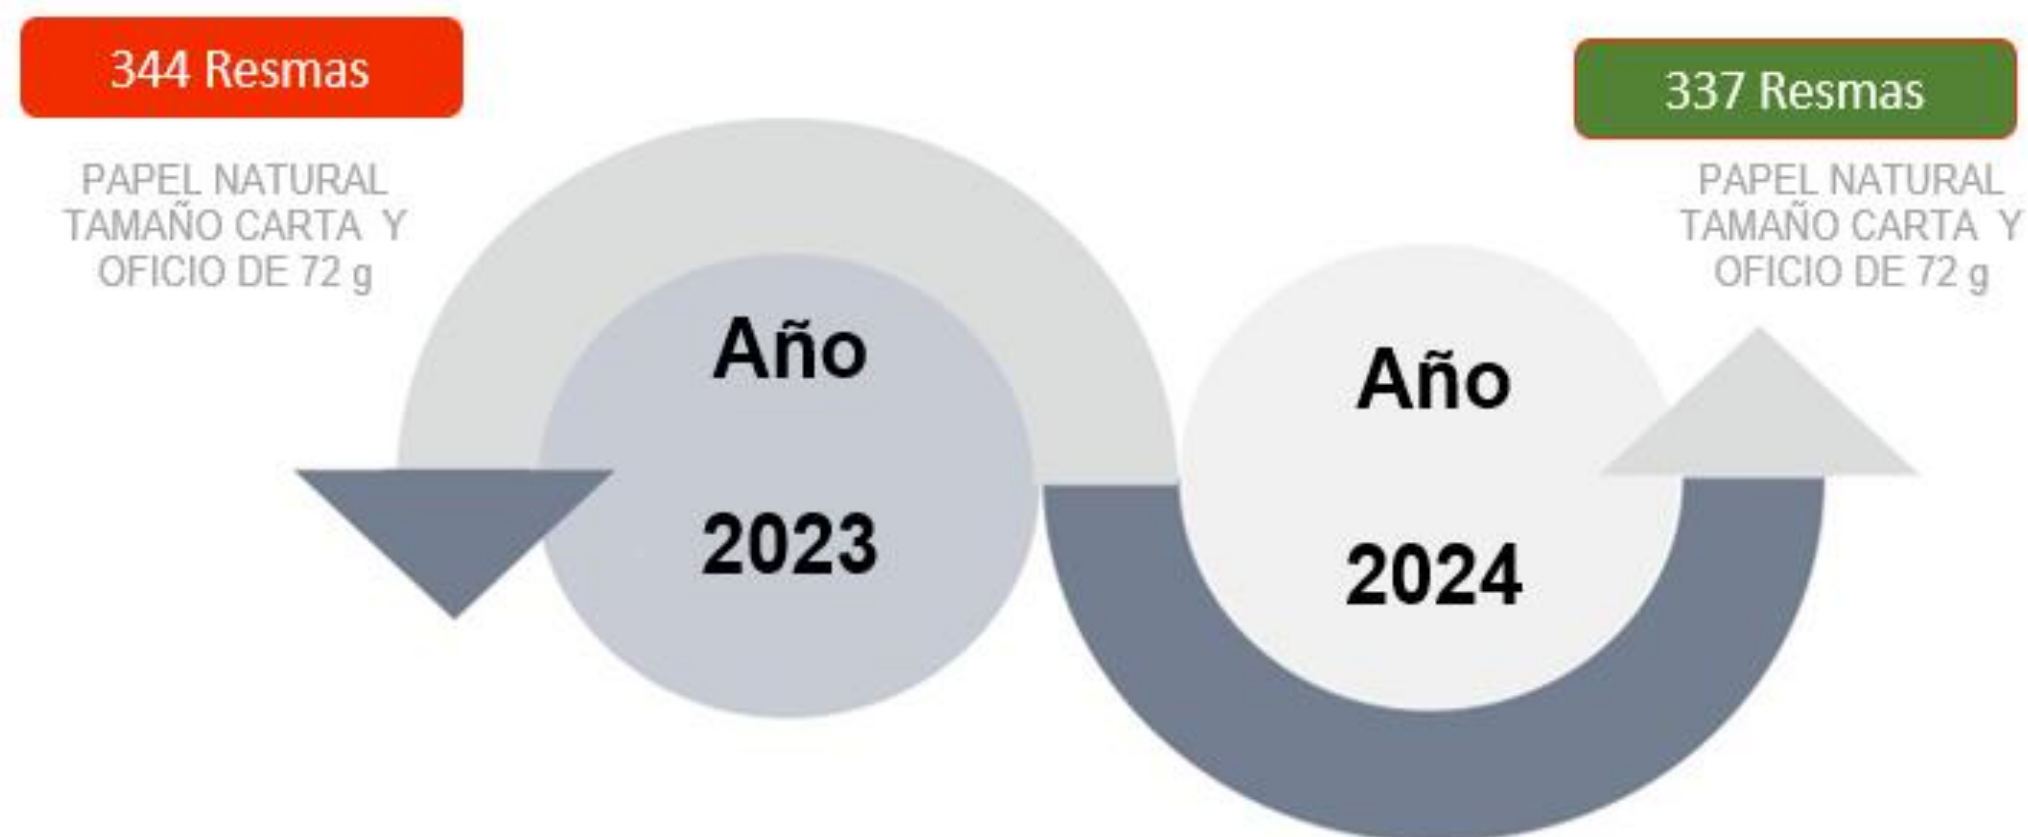 344 Resmas
PAPEL NATURAL
TAMAÑO CARTA Y
OFICIO DE 72 g
Año
2023
Año
2024
337 Resmas
PAPEL NATURAL
TAMAÑO CARTA Y
OFICIO DE 72 g